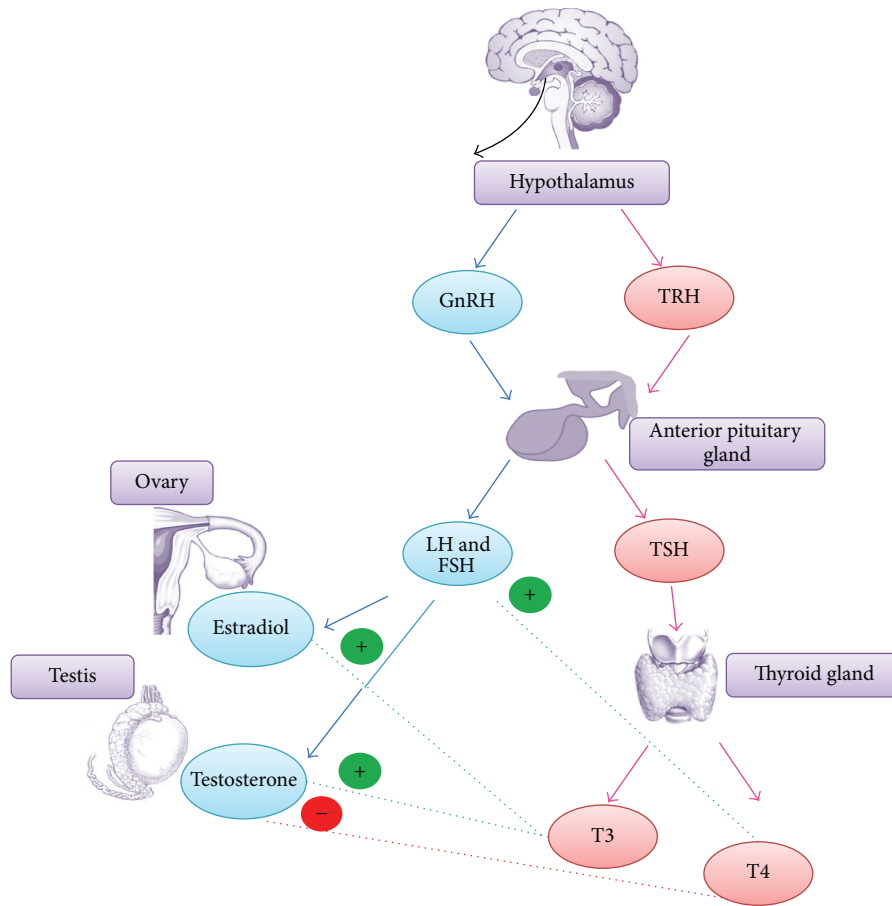 Hypothalamus
GnRH
TRH
Anterior pituitary
gland
Ovary
LH and
FSH
TSH
+
Estradiol
+
Testis
Thyroid gland
Testosterone
+
−
T3
T4